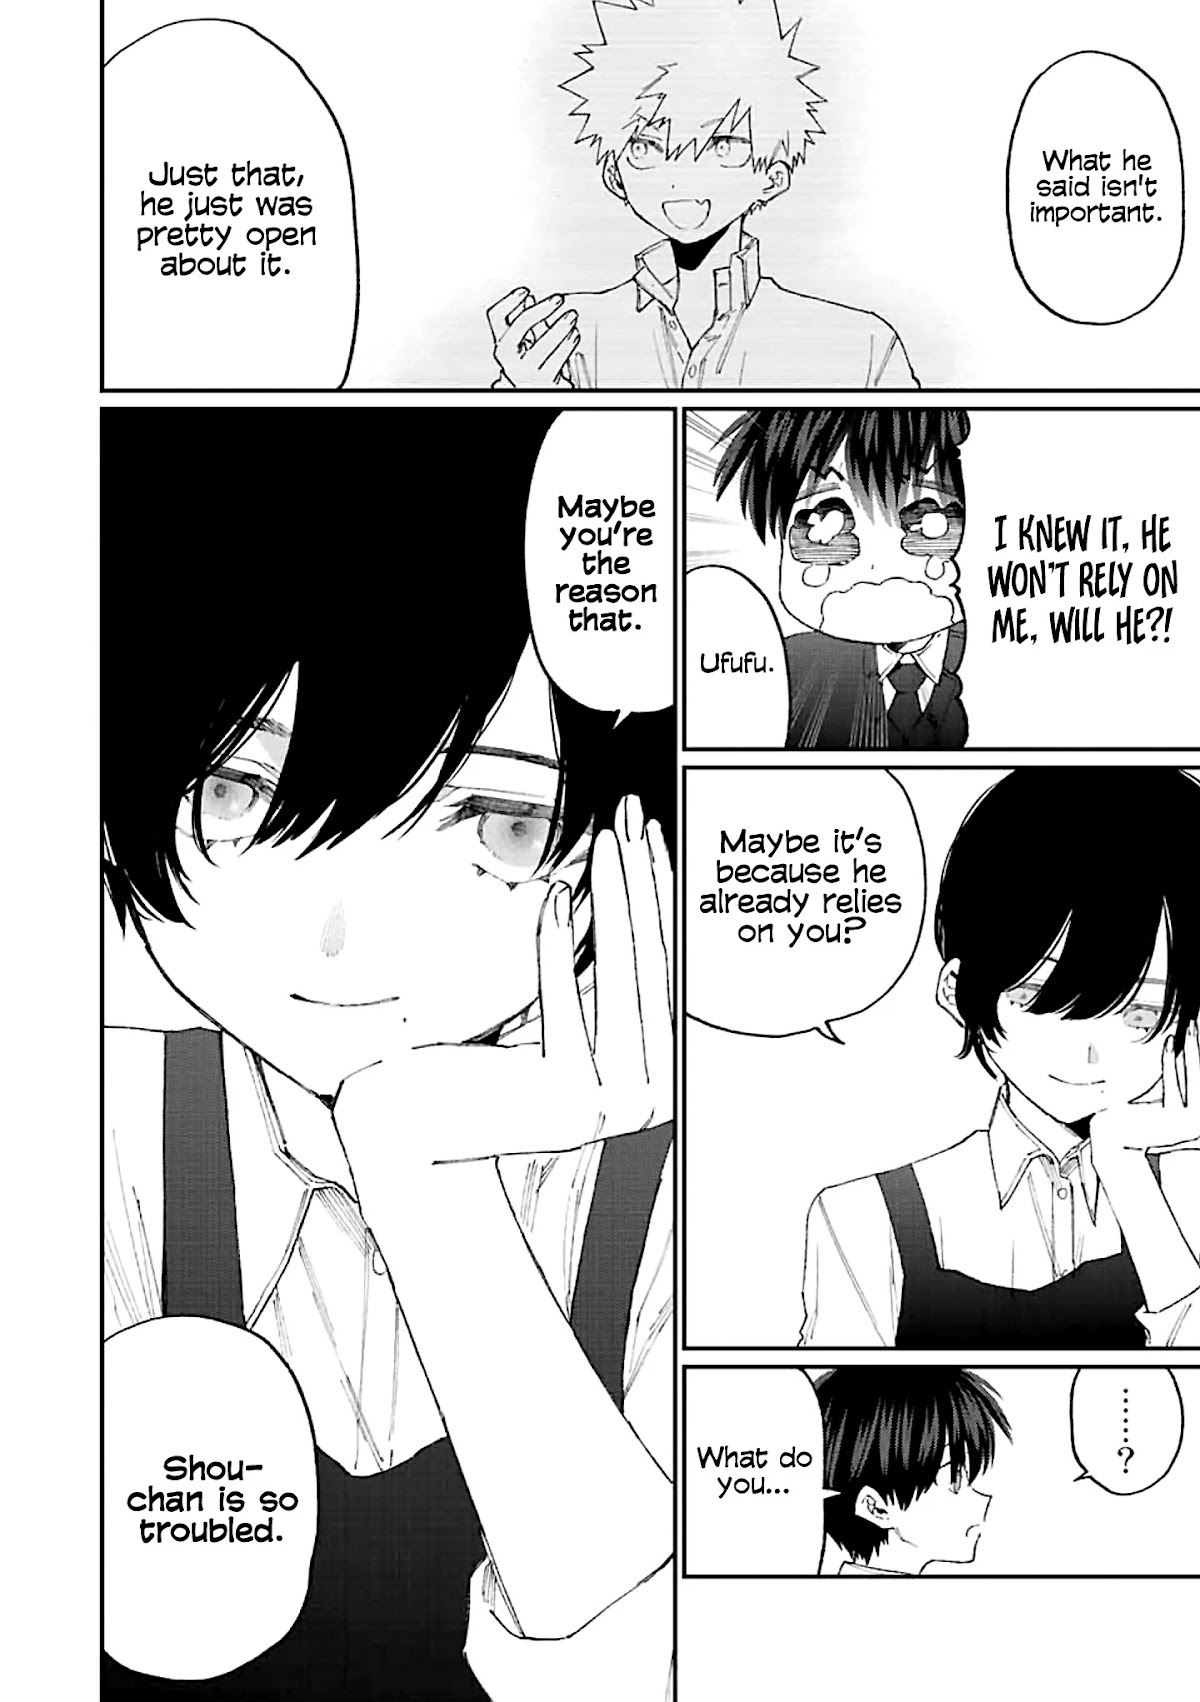 What he
said isn't
important.
Just that,
he just was
pretty open
about it.
I KNEW IT, HE
WON'T RELY ON
ME, WILL HE?!
Ufufu.
Maybe it's
because he
already relies
on you?
......?
What do
you...
Maybe
you're
the
reason
that.
Shou-
chan is so
troubled.